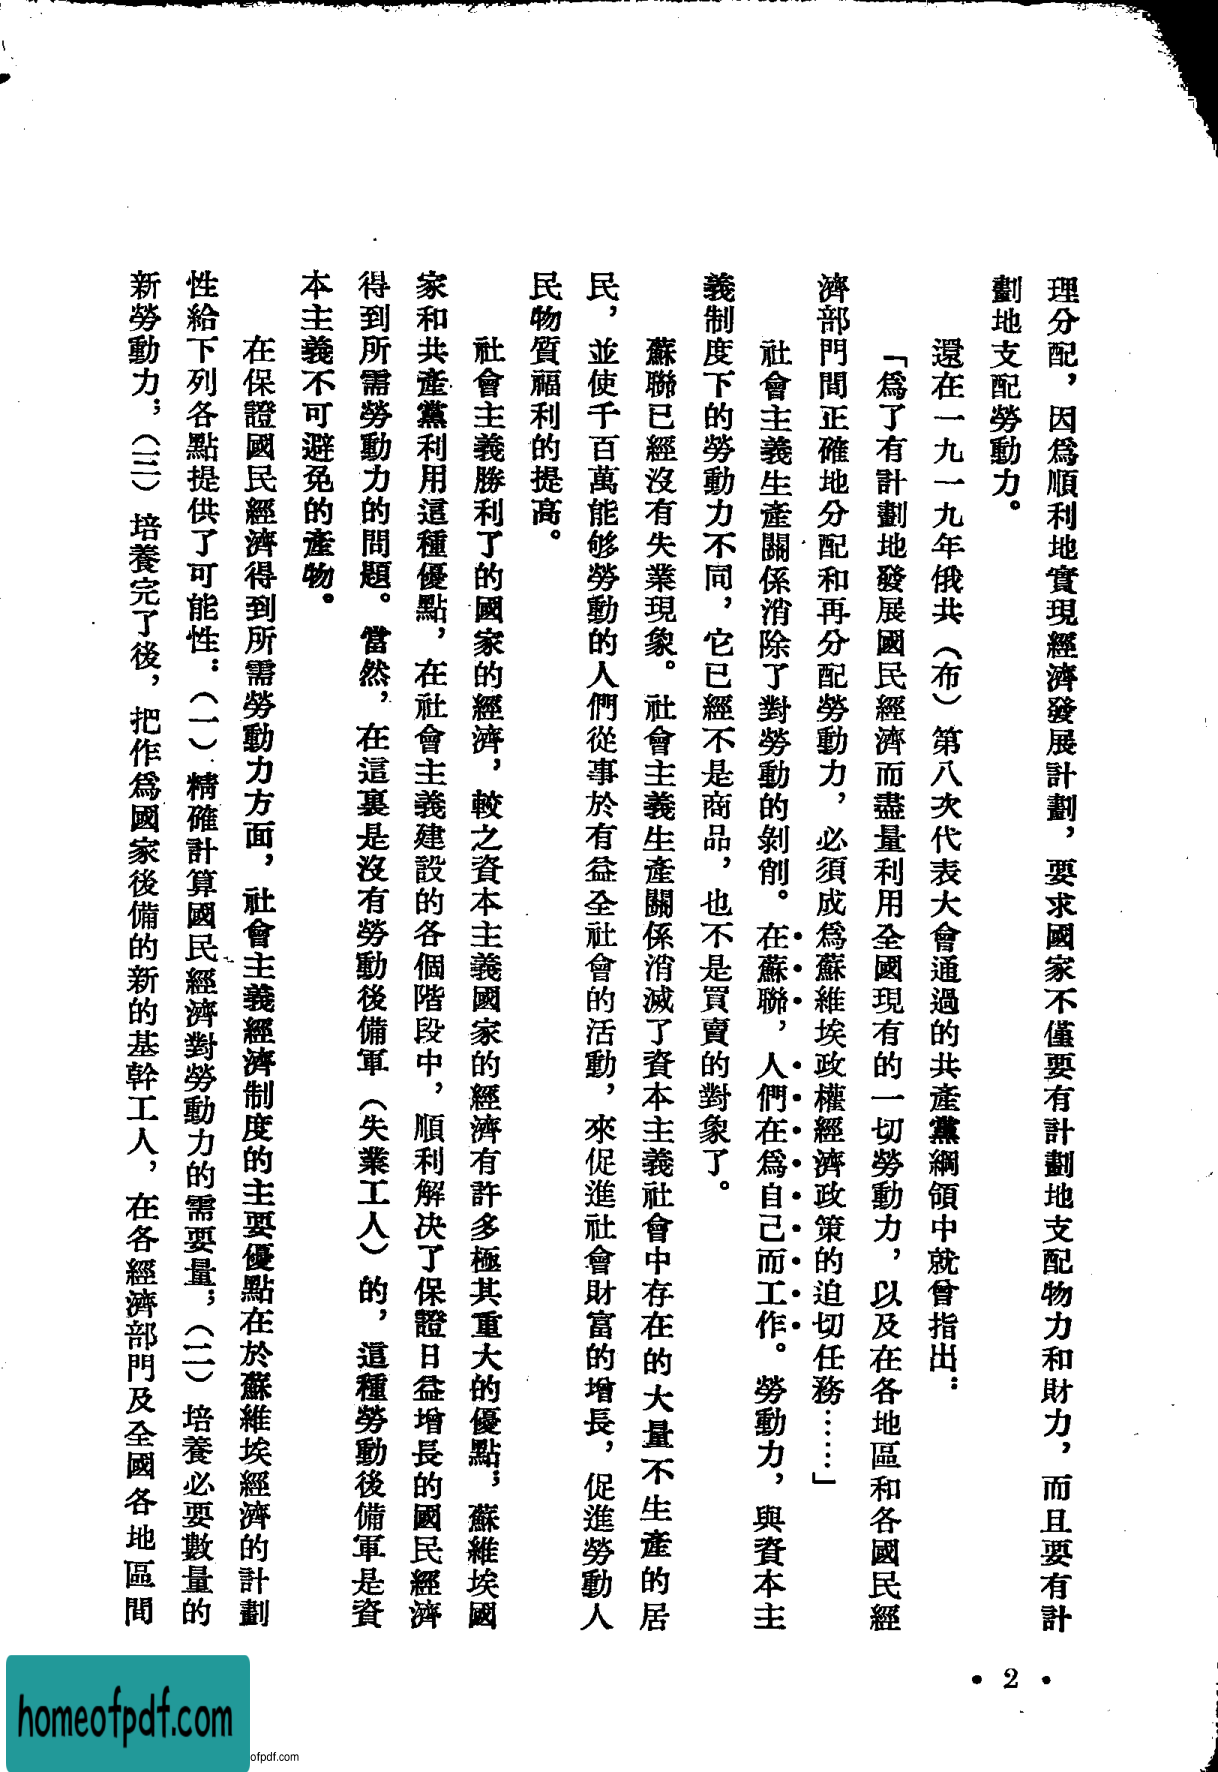 理分配，因爲順利地實現經濟發展計劃，要求國家不僅要有計劃地支配物力和財力，而且要有計
劃地支配勞動力。
還在一九一九年俄共（布）第八次代表大會通過的共產黨綱領中就曾指出：
「爲了有計劃地發展國民經濟而盡量利用全國現有的一切勞動力，以及在各地區和各國民經
濟部門間正確地分配和再分配勞動力，必須成爲蘇維埃政權經濟政策的迫切任務……」
社會主義生產關係消除了對勞動的剝削。在蘇聯，人們在爲自己而工作。勞動力，與資本主
義制度下的勞動力不同，它已經不是商品，也不是買賣的對象了。
蘇聯已經沒有失業現象。社會主義生產關係消滅了資本主義社會中存在的大量不生產的居
民，並使千百萬能够勞動的人們從事於有益全社會的活動，來促進社會財富的增長，促進勞動人
民物質福利的提高。
社會主義勝利了的國家的經濟，較之資本主義國家的經濟有許多極其重大的優點；蘇維埃國
家和共產黨利用這種優點，在社會主義建設的各個階段中，順利解决了保證日益增長的國民經濟
得到所需勞動力的問題。當然，在這裏是沒有勞動後備軍（失業工人）的，這種勞動後備軍是資
本主義不可避免的產物。
在保證國民經濟得到所需勞動力方面，社會主義經濟制度的主要優點在於蘇維埃經濟的計劃
性給下列各點提供了可能性：（一）精確計算國民經濟對勞動力的需要量；（二）培養必要數量的
新勞動力；（三）培養完了後，把作爲國家後備的新的基幹工人，在各經濟部門及全國各地區間
• 2 •
homeofpdf.com
ofpdf.com